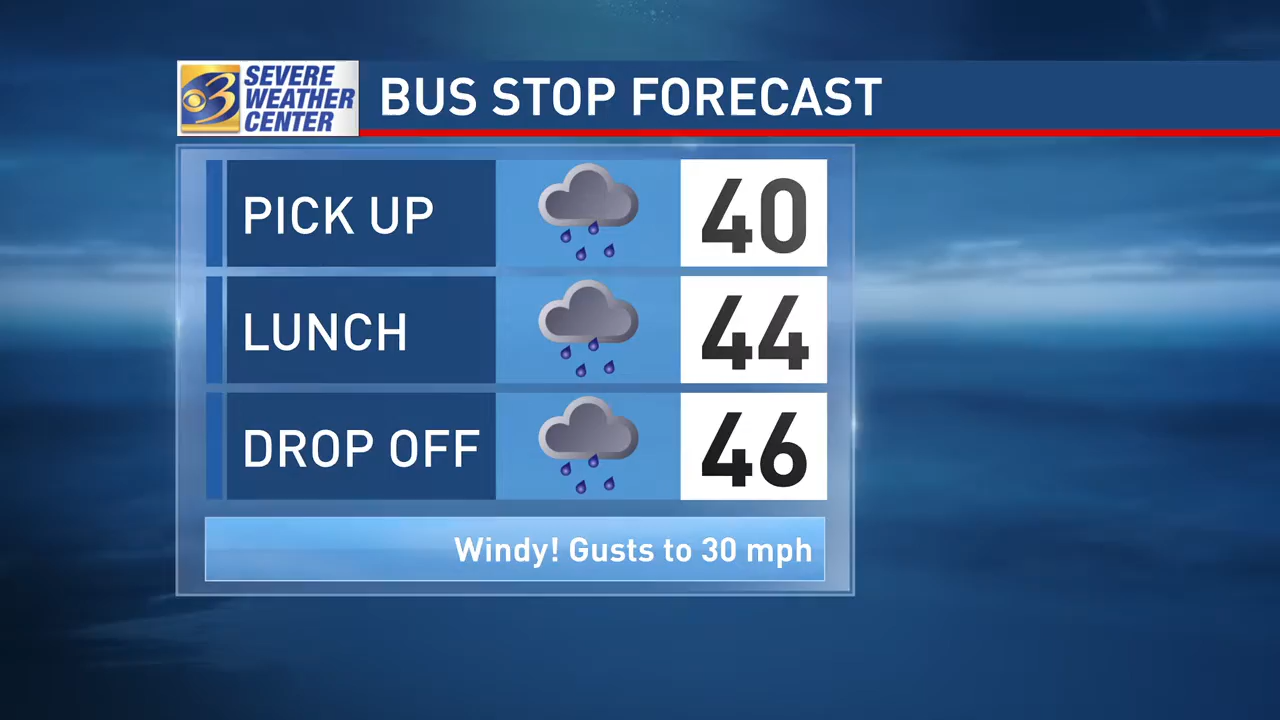 3 SEVERE
WEATHER
CENTER
BUS STOP FORECAST
PICK UP 40
LUNCH 44
DROP OFF 46
Windy! Gusts to 30 mph